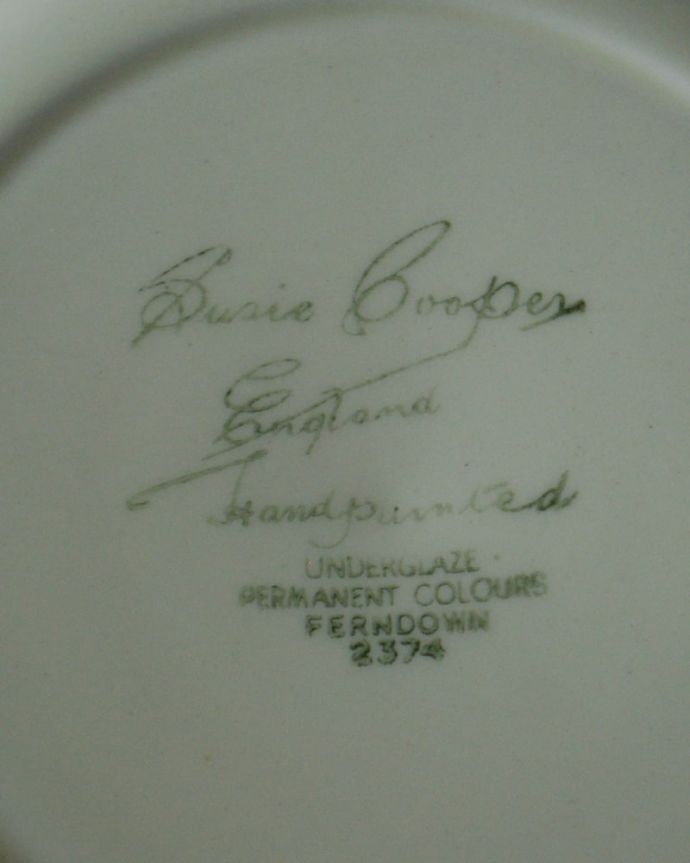 Susie Cooper
England
Handpainted
UNDERGLAZE
PERMANENT COLOURS
FERNDOWN
2374